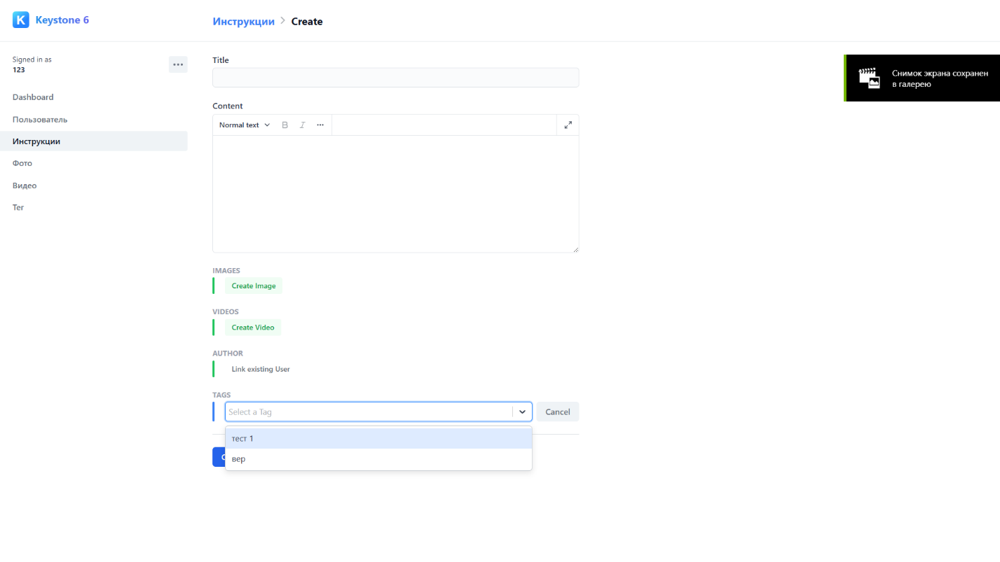 Keystone 6
Инструкции > Create
Signed in as
123
Dashboard
Пользователь
Инструкции
Фото
Видео
Тег
Title
Content
Normal text
B
I
IMAGES
Create Image
VIDEOS
Create Video
AUTHOR
Link existing User
TAGS
Select a Tag
Cancel
тест 1
вер
Снимок экрана сохранен
в галерею